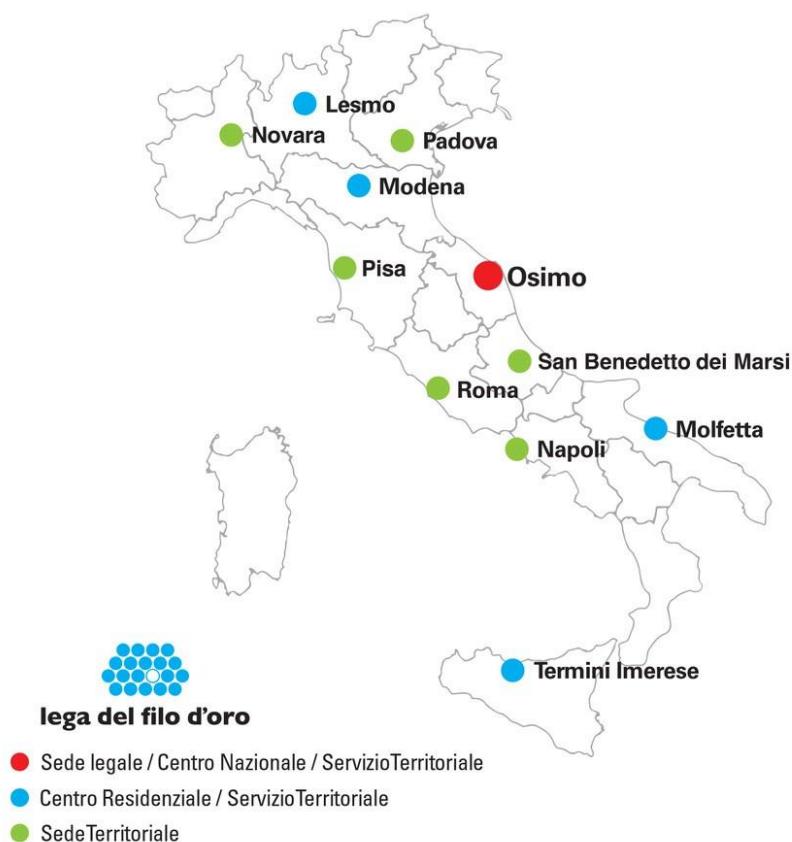 Lesmo
Novara
Padova
Modena
Pisa
Osimo
San Benedetto dei Marsi
Roma
Molfetta
Napoli
Termini Imerese
lega del filo d'oro
Sede legale / Centro Nazionale / ServizioTerritoriale
Centro Residenziale / ServizioTerritoriale
SedeTerritoriale